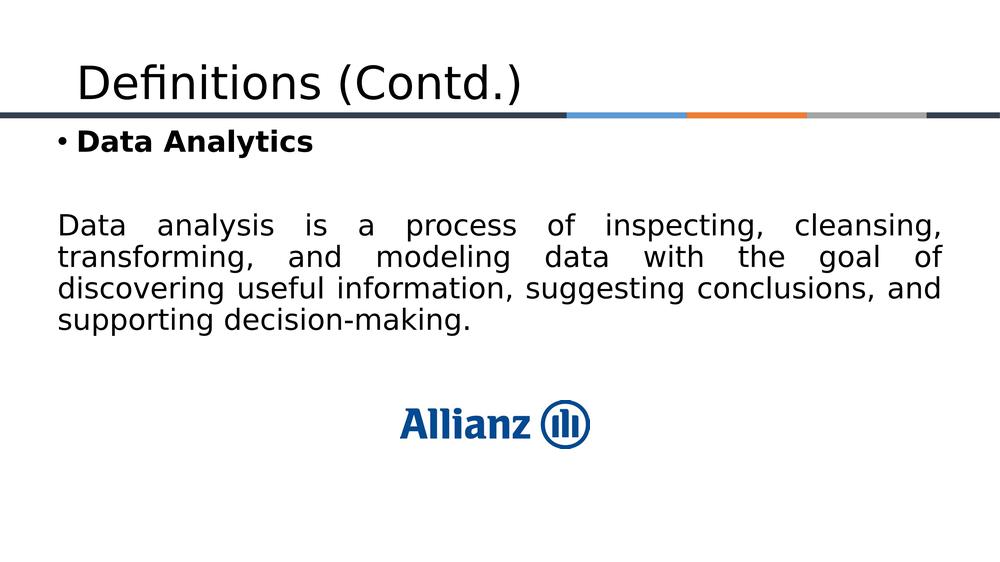 Definitions (Contd.)
• Data Analytics
Data analysis is a process of inspecting, cleansing,
transforming, and modeling data with the goal of
discovering useful information, suggesting conclusions, and
supporting decision-making.
Allianz